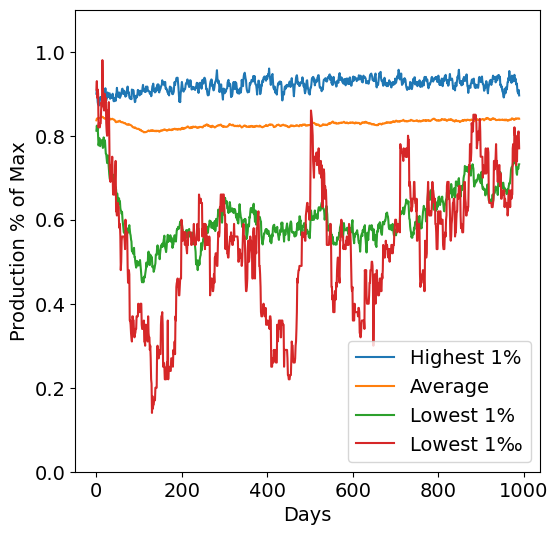 Production % of Max
1.0
0.8
0.6
0.4
0.2
0.0
Highest 1%
Average
Lowest 1%
Lowest 1‰
0 200 400 600 800 1000
Days